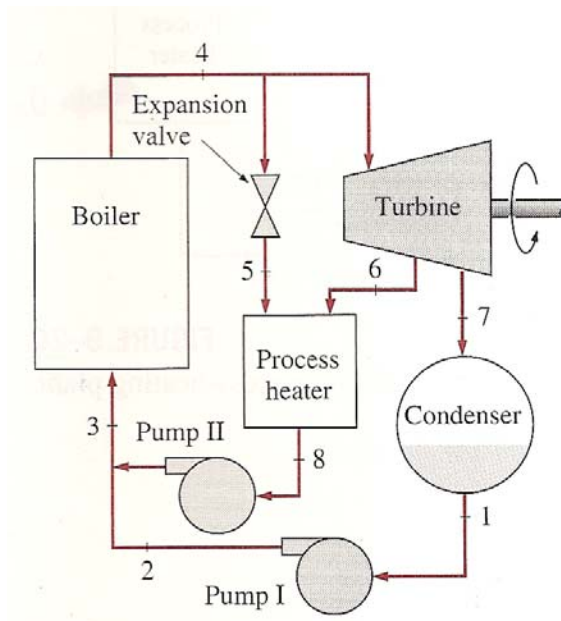 4
Expansion
valve
Boiler
Turbine
5
6
7
Process
heater
Condenser
3
Pump II
8
1
2
Pump I